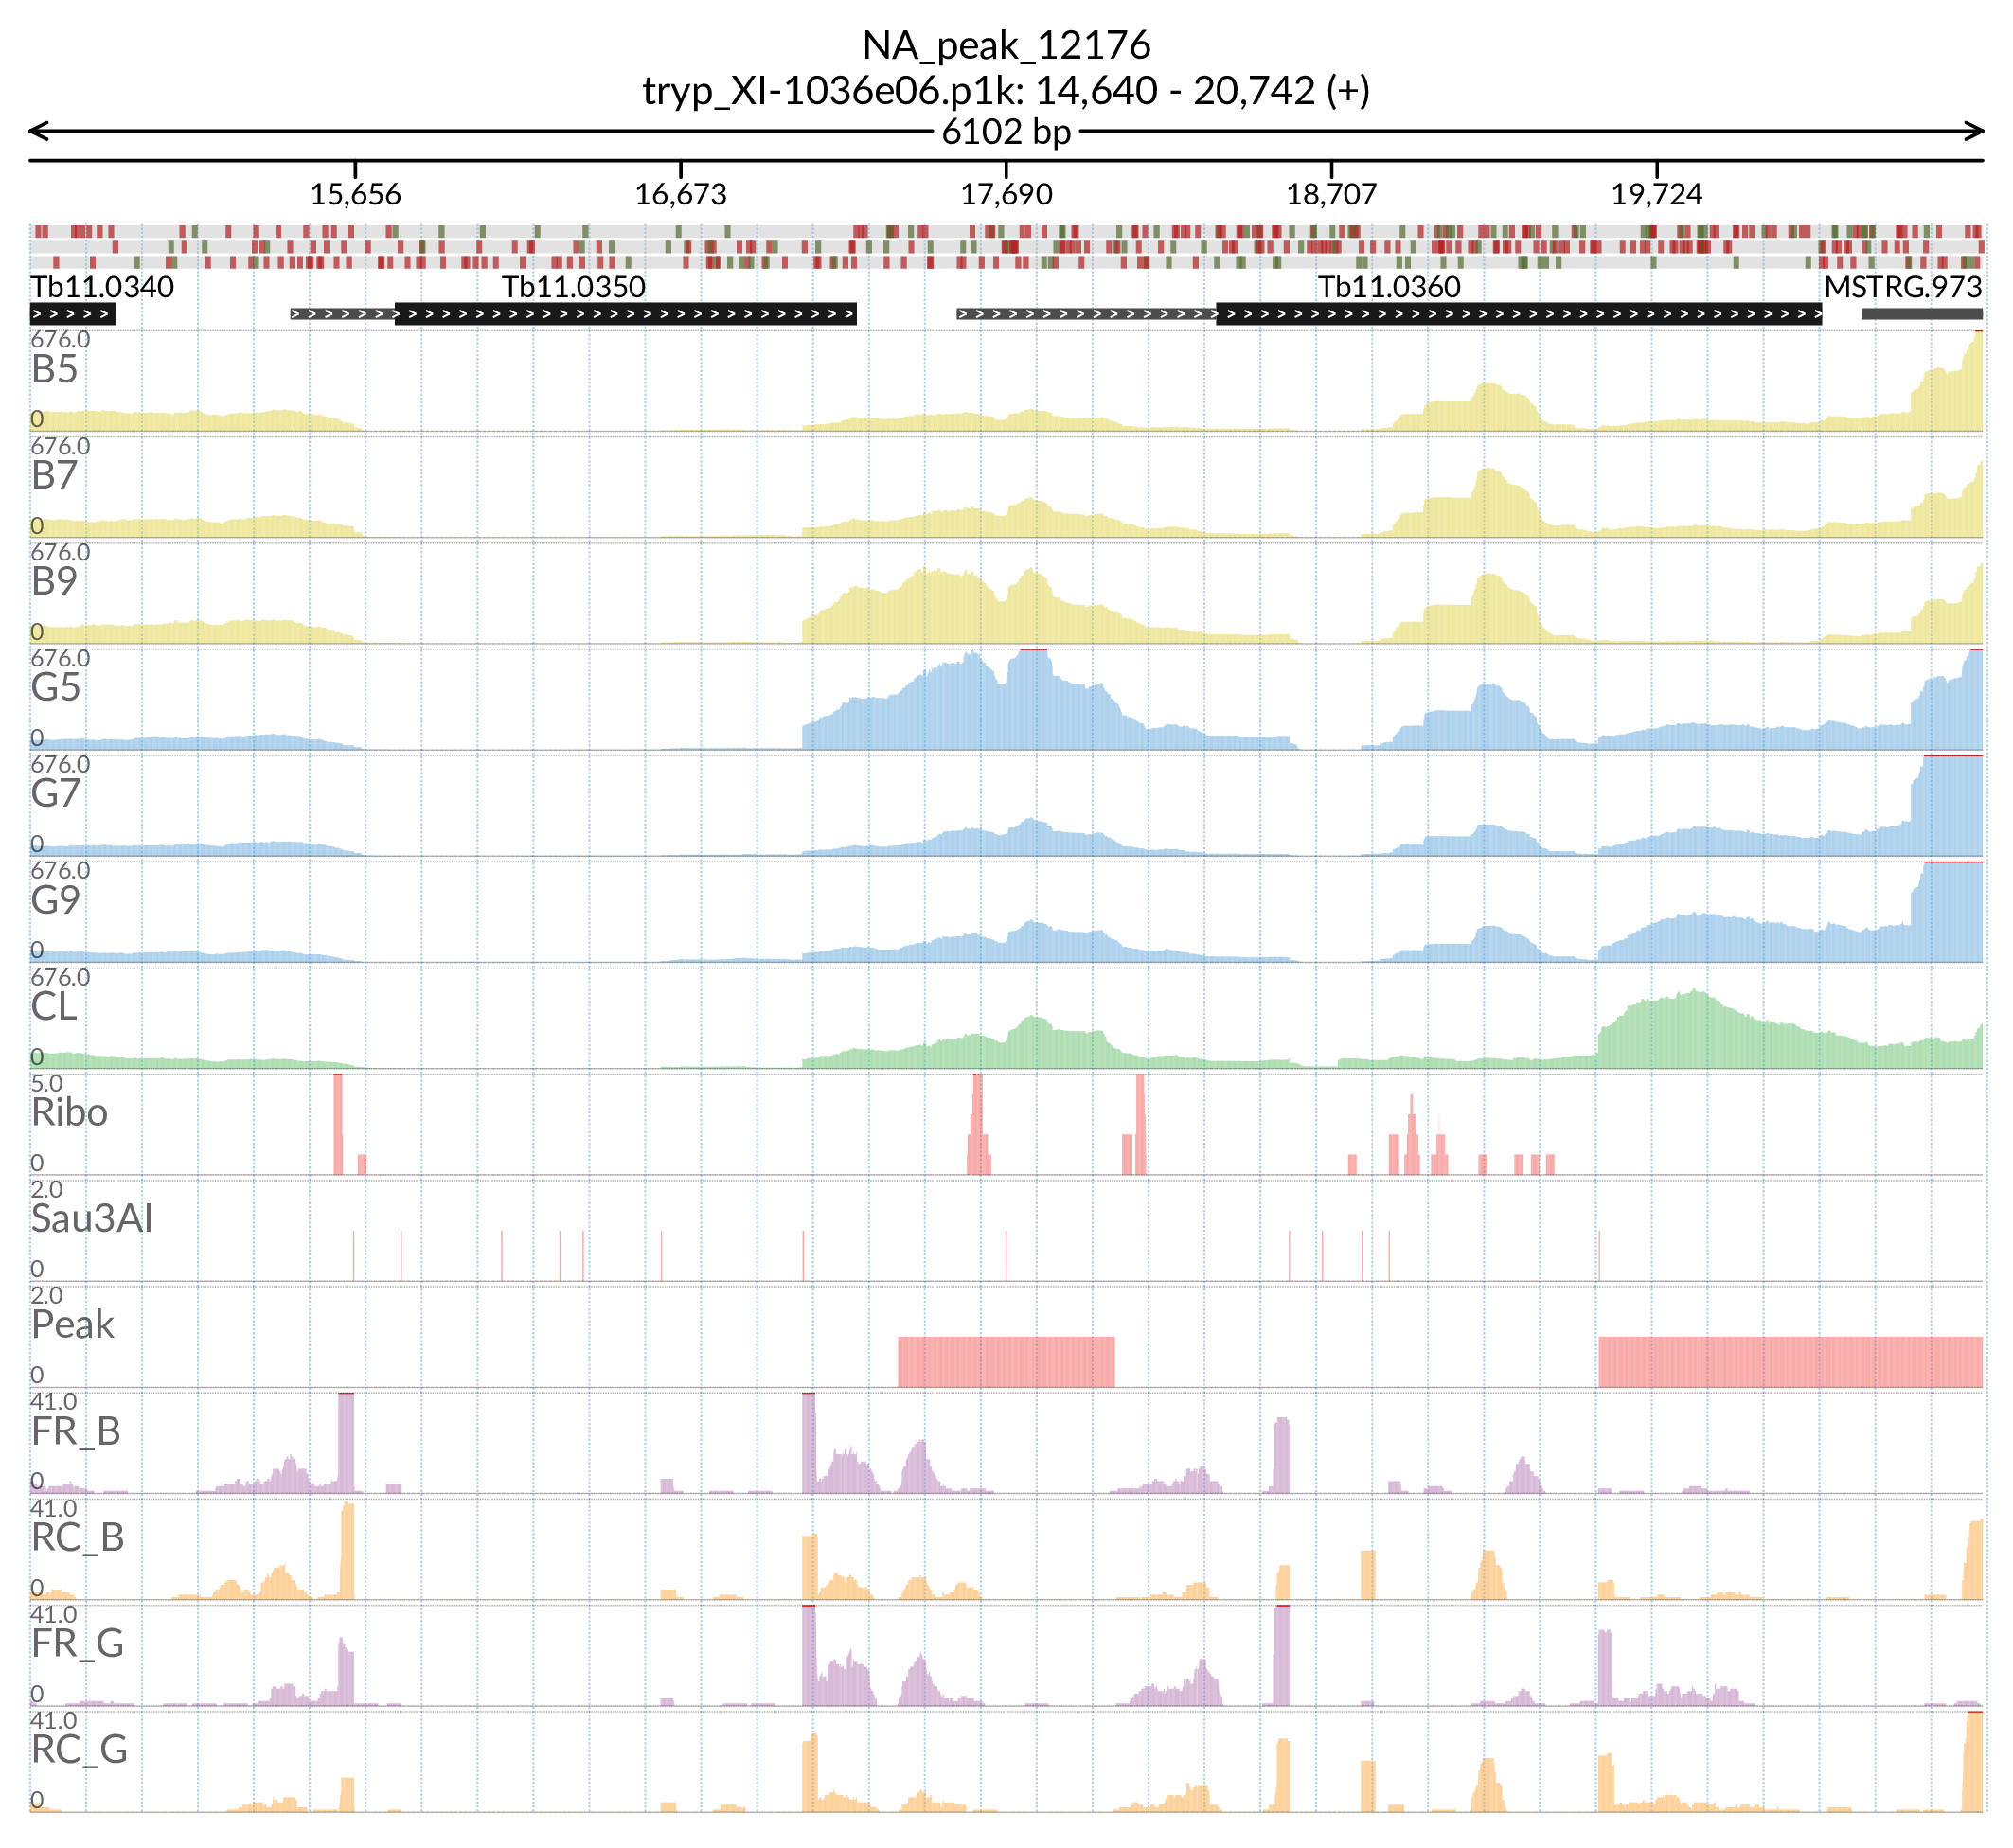 NA_peak_12176
tryp_XI-1036e06.p1k: 14,640 - 20,742 (+)
6102 bp
15,656 16,673 17,690 18,707 19,724
Tb11.0340 Tb11.0350 Tb11.0360 MSTRG.973
676.0
B5
0
676.0
B7
0
676.0
B9
0
676.0
G5
0
676.0
G7
0
676.0
G9
0
676.0
CL
0
5.0
Ribo
0
2.0
Sau3AI
0
2.0
Peak
0
41.0
FR_B
0
41.0
RC_B
0
41.0
FR_G
0
41.0
RC_G
0